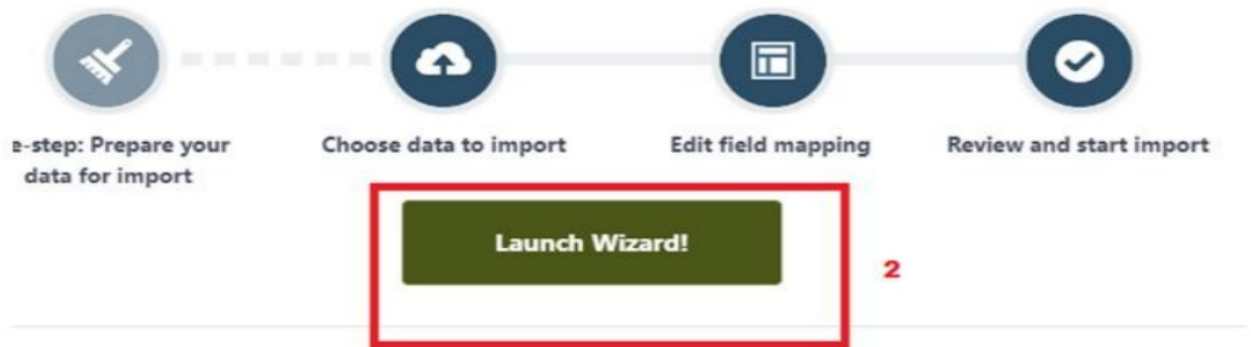 e-step: Prepare your
data for import
Choose data to import
Edit field mapping
Review and start import
Launch Wizard!
2